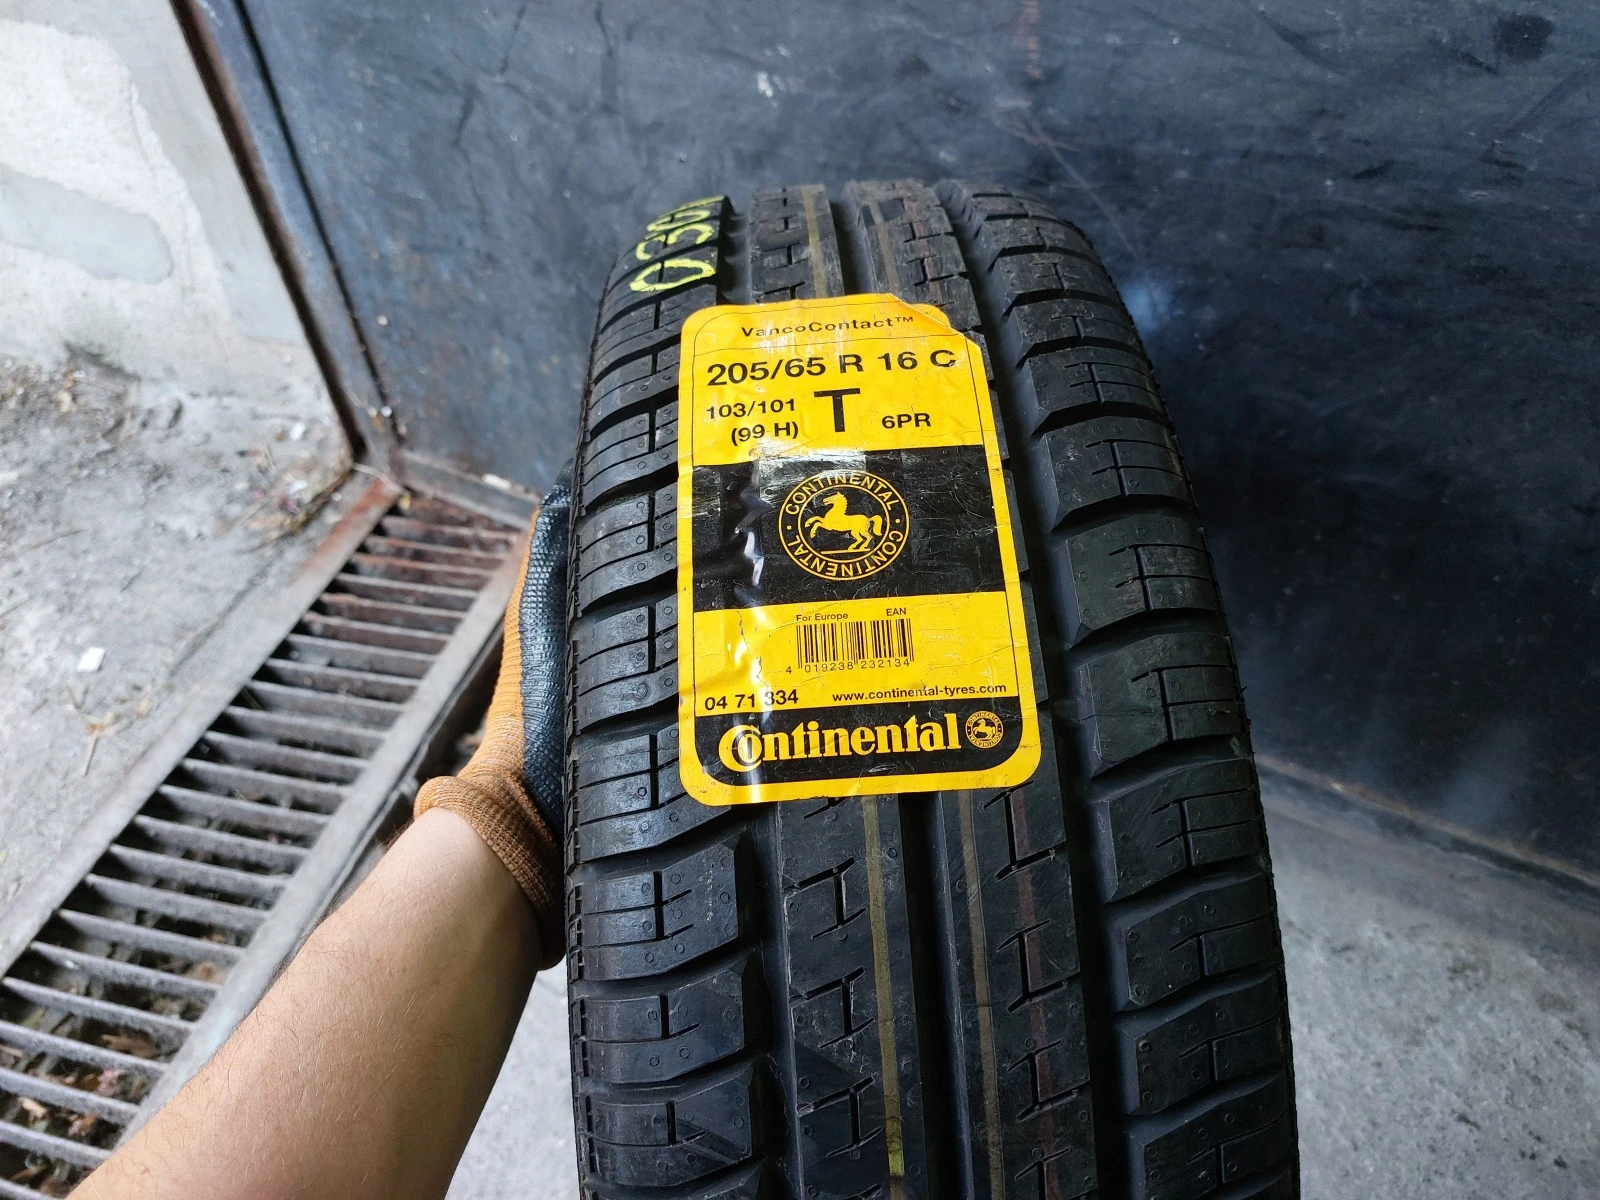 VancoContact™
205/65 R 16 C
103/101 T 6PR
(99 H)
CONTINENTAL · CONTINENTAL ·
For Europe EAN
4 019238 232134
04 71 334 www.continental-tyres.com
Continental
CONTINENTAL